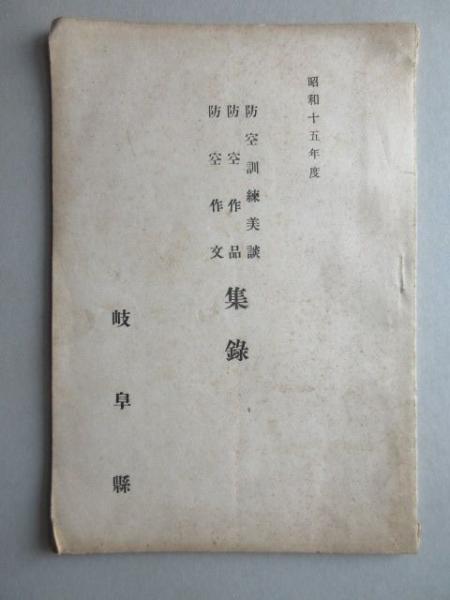 昭和十五年度
防空訓練美談
防空作品
防空作文
集錄
岐阜縣